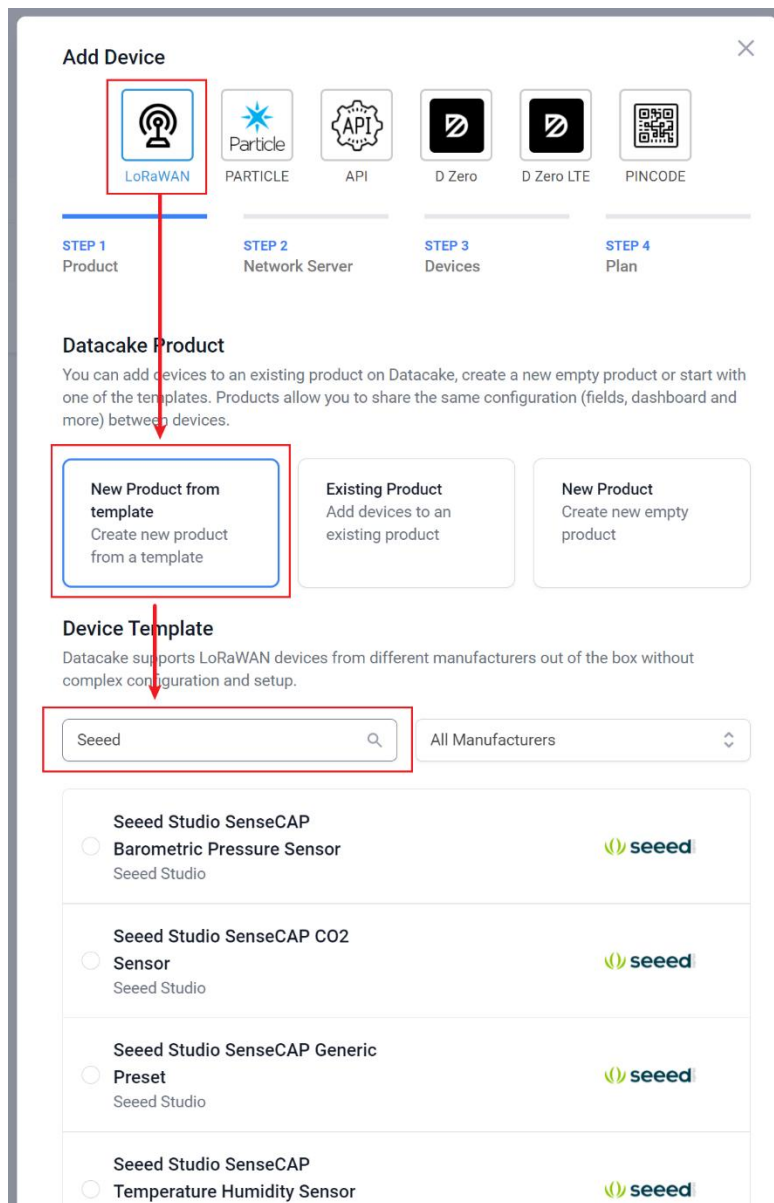 Add Device
Particle
API
LoRaWAN
PARTICLE
API
D Zero
D Zero LTE
PINCODE
STEP 1
Product
STEP 2
Network Server
STEP 3
Devices
STEP 4
Plan
Datacake Product
You can add devices to an existing product on Datacake, create a new empty product or start with
one of the templates. Products allow you to share the same configuration (fields, dashboard and
more) between devices.
New Product from
template
Create new product
from a template
Existing Product
Add devices to an
existing product
New Product
Create new empty
product
Device Template
Datacake supports LoRaWAN devices from different manufacturers out of the box without
complex configuration and setup.
Seeed
All Manufacturers
Seeed Studio SenseCAP
Barometric Pressure Sensor
Seeed Studio
seeed
Seeed Studio SenseCAP CO2
Sensor
Seeed Studio
seeed
Seeed Studio SenseCAP Generic
Preset
Seeed Studio
seeed
Seeed Studio SenseCAP
Temperature Humidity Sensor
seeed